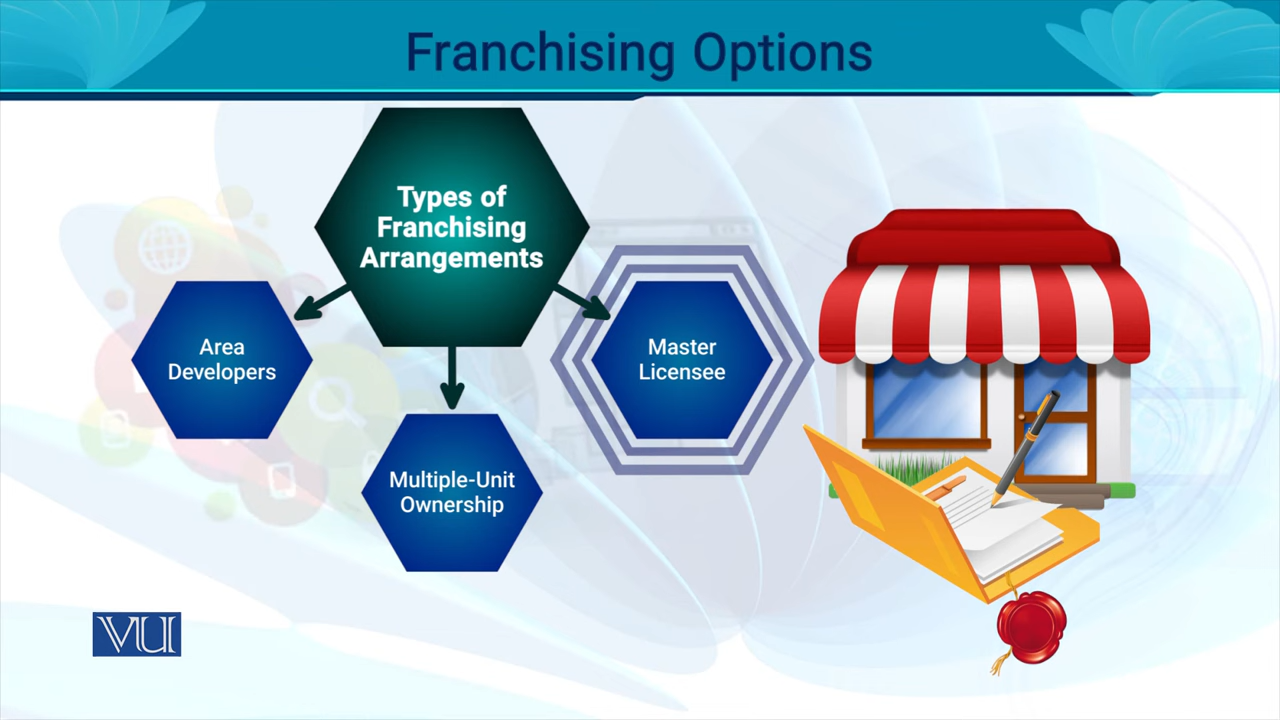 Franchising Options
Types of
Franchising
Arrangements
Area
Developers
Master
Licensee
Multiple-Unit
Ownership
VU